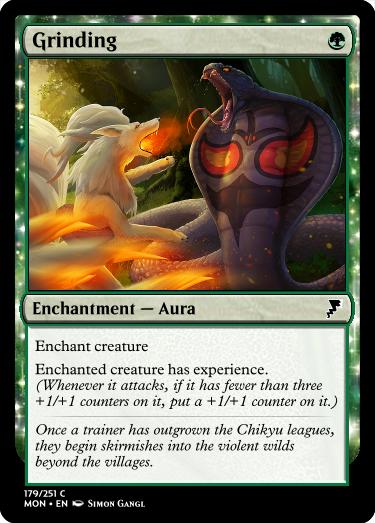 Grinding
Enchantment — Aura
Enchant creature
Enchanted creature has experience.
(Whenever it attacks, if it has fewer than three
+1/+1 counters on it, put a +1/+1 counter on it.)
Once a trainer has outgrown the Chikyu leagues,
they begin skirmishes into the violent wilds
beyond the villages.
179/251 C
MON • EN Simon Gangl